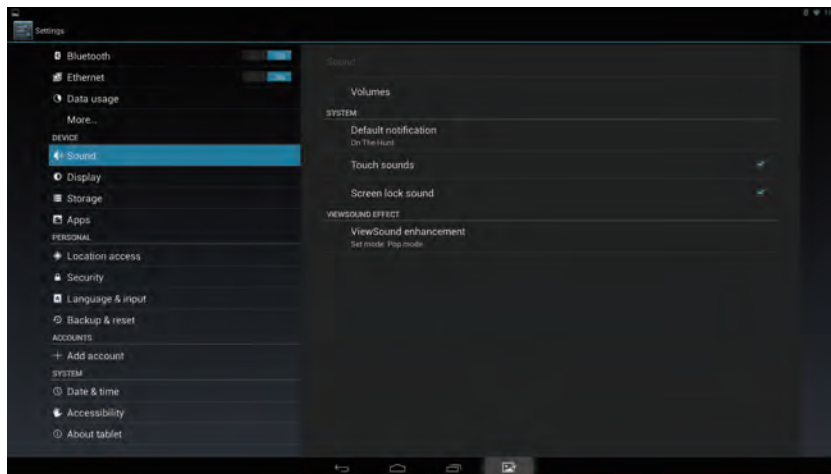 Settings
Bluetooth
Ethernet
Data usage
More...
DEVICE
Sound
Display
Storage
Apps
PERSONAL
Location access
Security
Language & input
Backup & reset
ACCOUNTS
Add account
SYSTEM
Date & time
Accessibility
About tablet
Sound
Volumes
SYSTEM
Default notification
On The Hunt
Touch sounds
Screen lock sound
VIEWSOUND EFFECT
ViewSound enhancement
Set mode: Pop mode